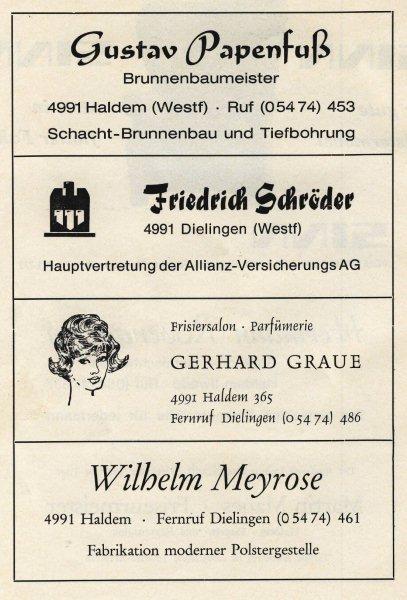 Gustav Papenfuß
Brunnenbaumeister
4991 Haldem (Westf) · Ruf (05474) 453
Schacht-Brunnenbau und Tiefbohrung
Friedrich Schröder
4991 Dielingen (Westf)
Hauptvertretung der Allianz-Versicherungs AG
Frisiersalon · Parfümerie
GERHARD GRAUE
4991 Haldem 365
Fernruf Dielingen (05474) 486
Wilhelm Meyrose
4991 Haldem · Fernruf Dielingen (05474) 461
Fabrikation moderner Polstergestelle